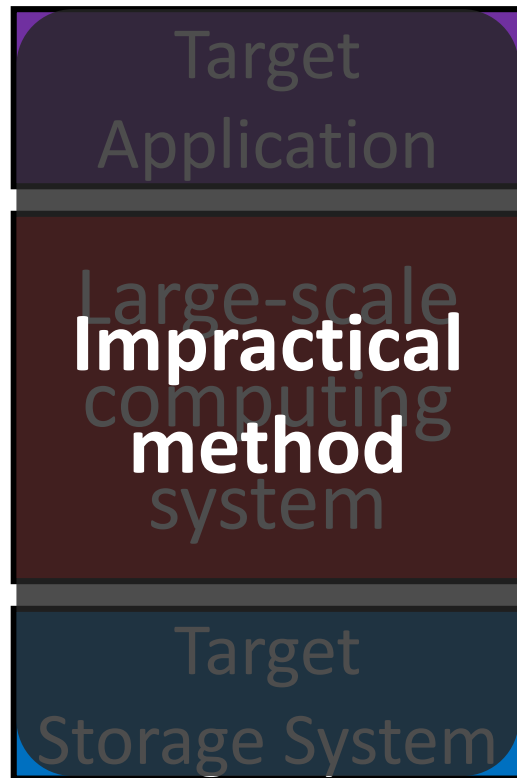 Target
Application
Large-scale
Impractical
computing
method
system
Target
Storage System